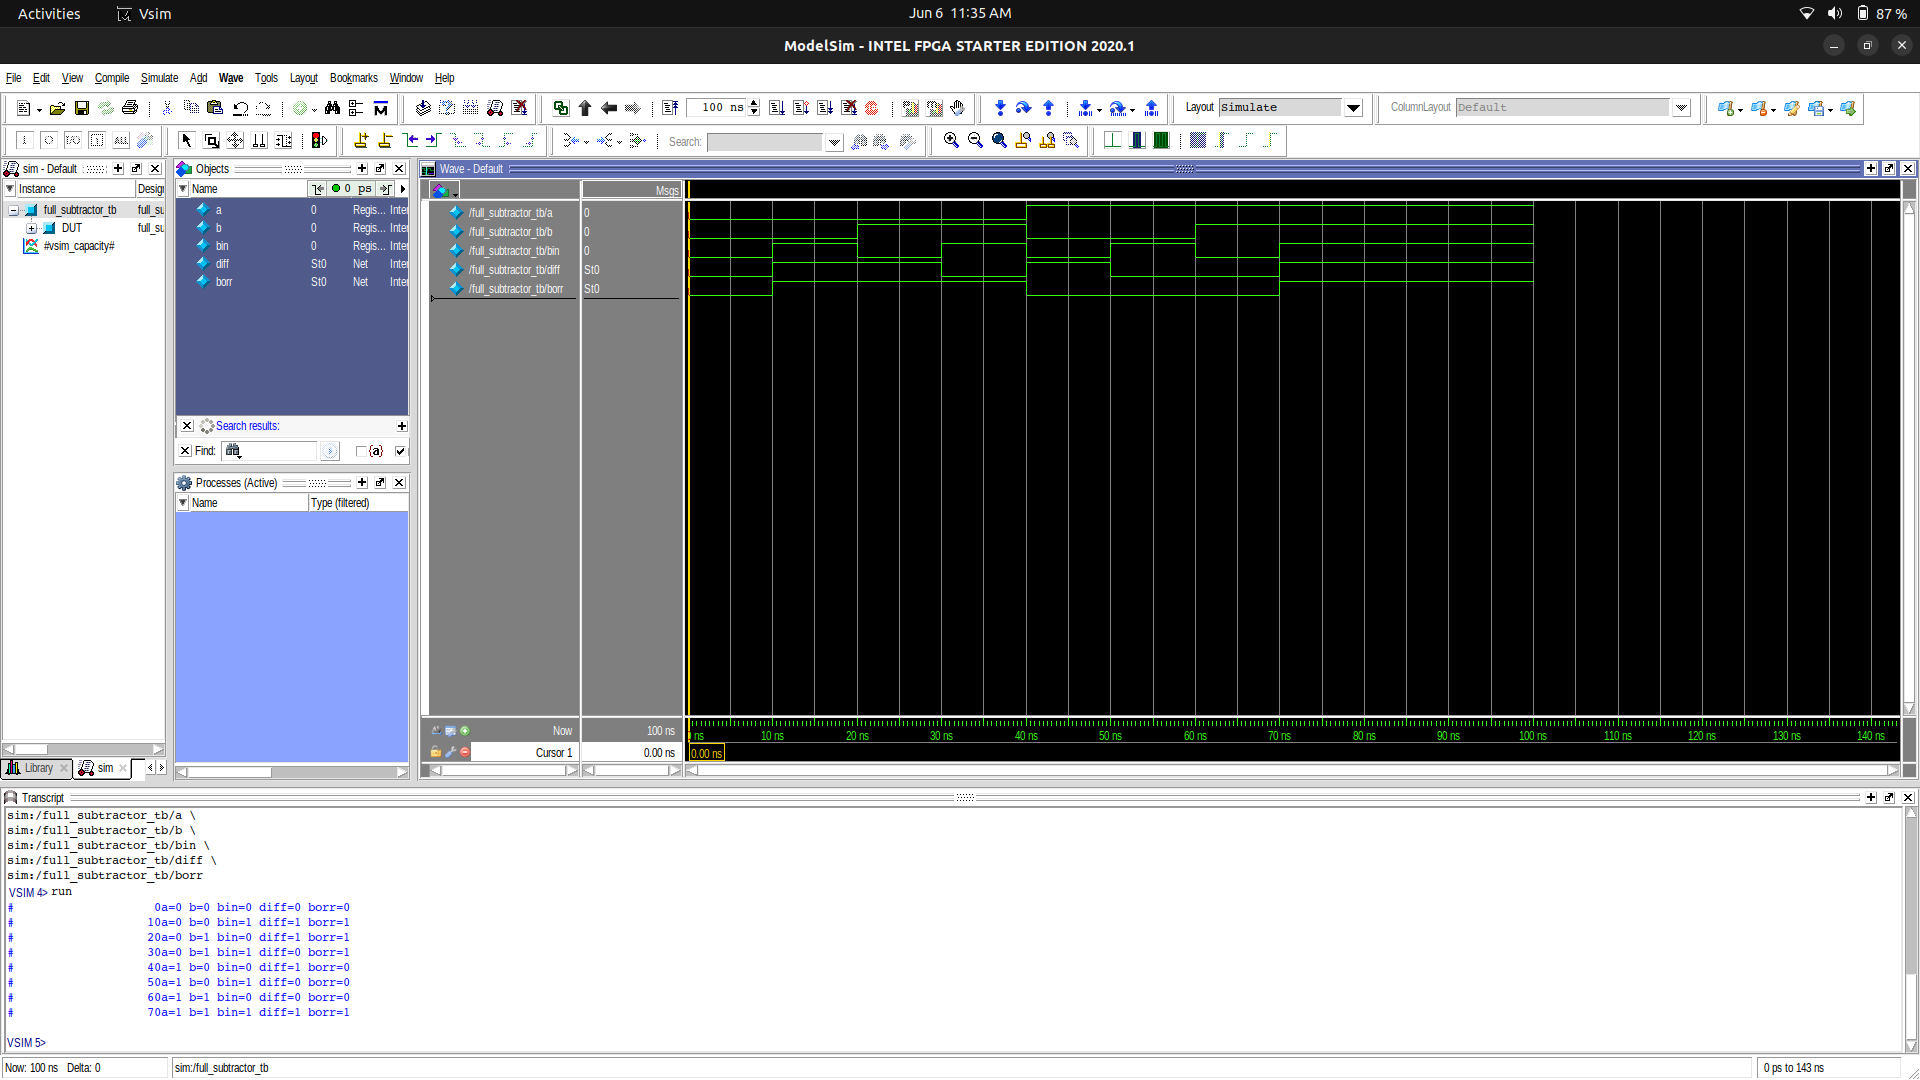 Activities Vsim Jun 6 11:35 AM 87 %
ModelSim - INTEL FPGA STARTER EDITION 2020.1
File Edit View Compile Simulate Add Wave Tools Layout Bookmarks Window Help
100 ns Layout Simulate ColumnLayout Default
Search:
sim - Default
Instance Desig
full_subtractor_tb full_su
DUT full_su
#vsim_capacity#
Library sim
Objects
Name 0 ps
a 0 Regis... Inter
b 0 Regis... Inter
bin 0 Regis... Inter
diff St0 Net Inter
borr St0 Net Inter
Search results:
Find: {a}
Processes (Active)
Name Type (filtered)
Wave - Default
Msgs
/full_subtractor_tb/a 0
/full_subtractor_tb/b 0
/full_subtractor_tb/bin 0
/full_subtractor_tb/diff St0
/full_subtractor_tb/borr St0
Now 100 ns ns 10 ns 20 ns 30 ns 40 ns 50 ns 60 ns 70 ns 80 ns 90 ns 100 ns 110 ns 120 ns 130 ns 140 ns
Cursor 1 0.00 ns 0.00 ns
Transcript
sim:/full_subtractor_tb/a \
sim:/full_subtractor_tb/b \
sim:/full_subtractor_tb/bin \
sim:/full_subtractor_tb/diff \
sim:/full_subtractor_tb/borr
VSIM 4> run
# 0a=0 b=0 bin=0 diff=0 borr=0
# 10a=0 b=0 bin=1 diff=1 borr=1
# 20a=0 b=1 bin=0 diff=1 borr=1
# 30a=0 b=1 bin=1 diff=0 borr=1
# 40a=1 b=0 bin=0 diff=1 borr=0
# 50a=1 b=0 bin=1 diff=0 borr=0
# 60a=1 b=1 bin=0 diff=0 borr=0
# 70a=1 b=1 bin=1 diff=1 borr=1
VSIM 5>
Now: 100 ns Delta: 0 sim:/full_subtractor_tb 0 ps to 143 ns